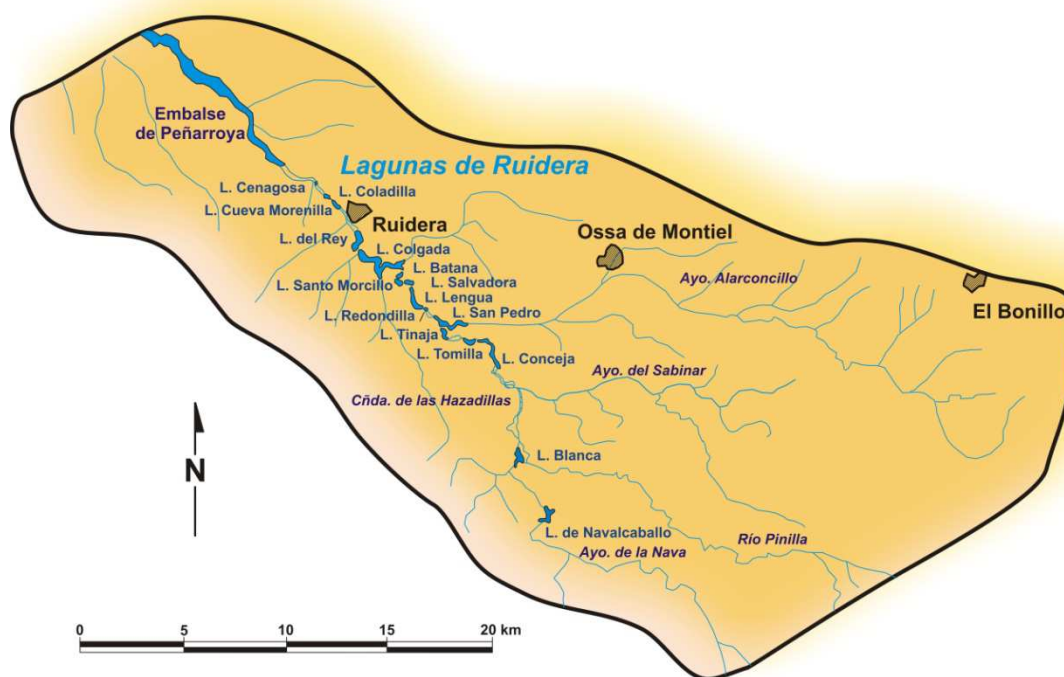 Embalse
de Peñarroya
Lagunas de Ruidera
L. Cenagosa
L. Coladilla
L. Cueva Morenilla
Ruidera
L. del Rey
L. Colgada
Ossa de Montiel
L. Batana
L. Santo Morcillo
L. Salvadora
Ayo. Alarconcillo
L. Lengua
L. Redondilla
L. San Pedro
El Bonillo
L. Tinaja
L. Tomilla
L. Conceja
Ayo. del Sabinar
Cñda. de las Hazadillas
L. Blanca
N
L. de Navalcaballo
Río Pinilla
Ayo. de la Nava
0 5 10 15 20 km